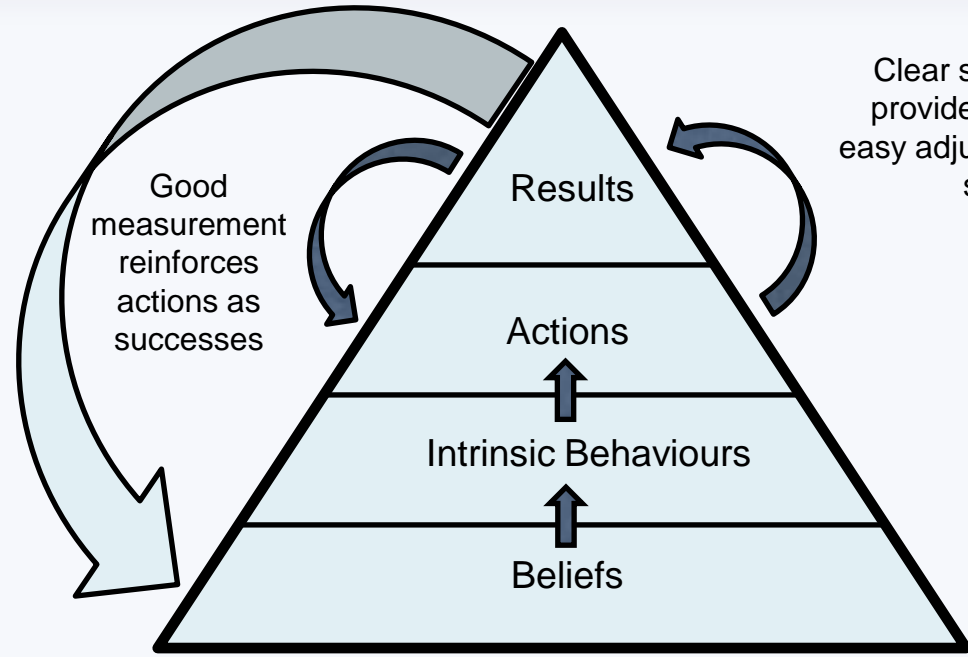 Good
measurement
reinforces
actions as
successes
Clear
provide
easy
Results
Actions
Intrinsic Behaviours
Beliefs